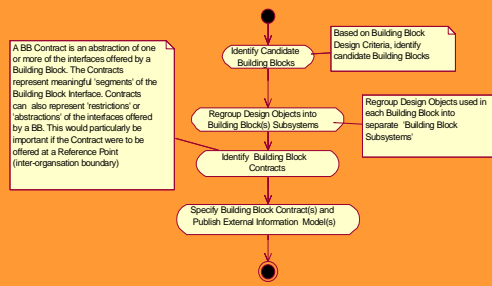 Based on Building Block
Design Criteria, identify
candidate Building Blocks
Identify Candidate
Building Blocks
A BB Contract is an abstraction of one
or more of the interfaces offered by a
Building Block. The Contracts
represent meaningful 'segments' of the
Building Block Interface. Contracts
can also represent 'restrictions' or
'abstractions' of the interfaces offered
by a BB. This would particularly be
important if the Contract were to be
offered at a Reference Point
(inter-organsation boundary)
Regroup Design Objects into
Building Block(s) Subsystems
Regroup Design Objects used in
each Building Block into
separate 'Building Block
Subsystems'
Identify Building Block
Contracts
Specify Building Block Contract(s) and
Publish External Information Model(s)